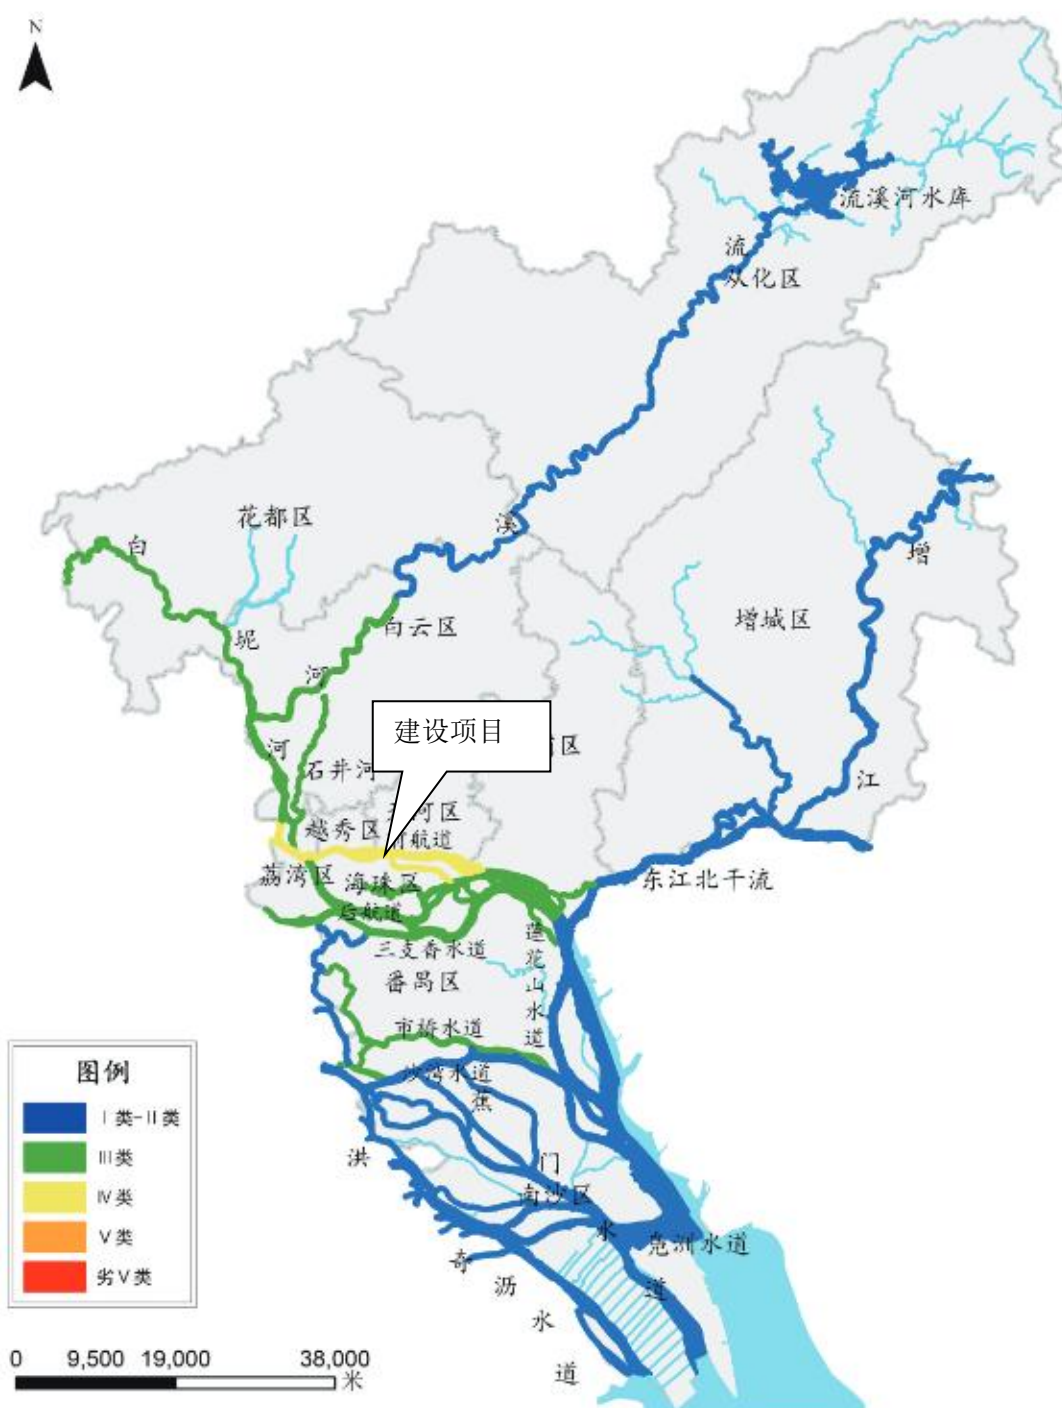 N
流溪河水库
流
从化区
花都区
溪
白
增
坭
白云区
增城区
河
建设项目
区
河
石井河
江
河区
越秀区
航道
荔湾区
海珠区
东江北干流
后航道
三支香水道
莲花山水道
番禺区
市桥水道
沙湾水道
蕉
图例
I类-II类
III类
IV类
V类
劣V类
洪
门
南沙区
水
凫洲水道
奇
沥
道
水
道
0 9,500 19,000 38,000
米